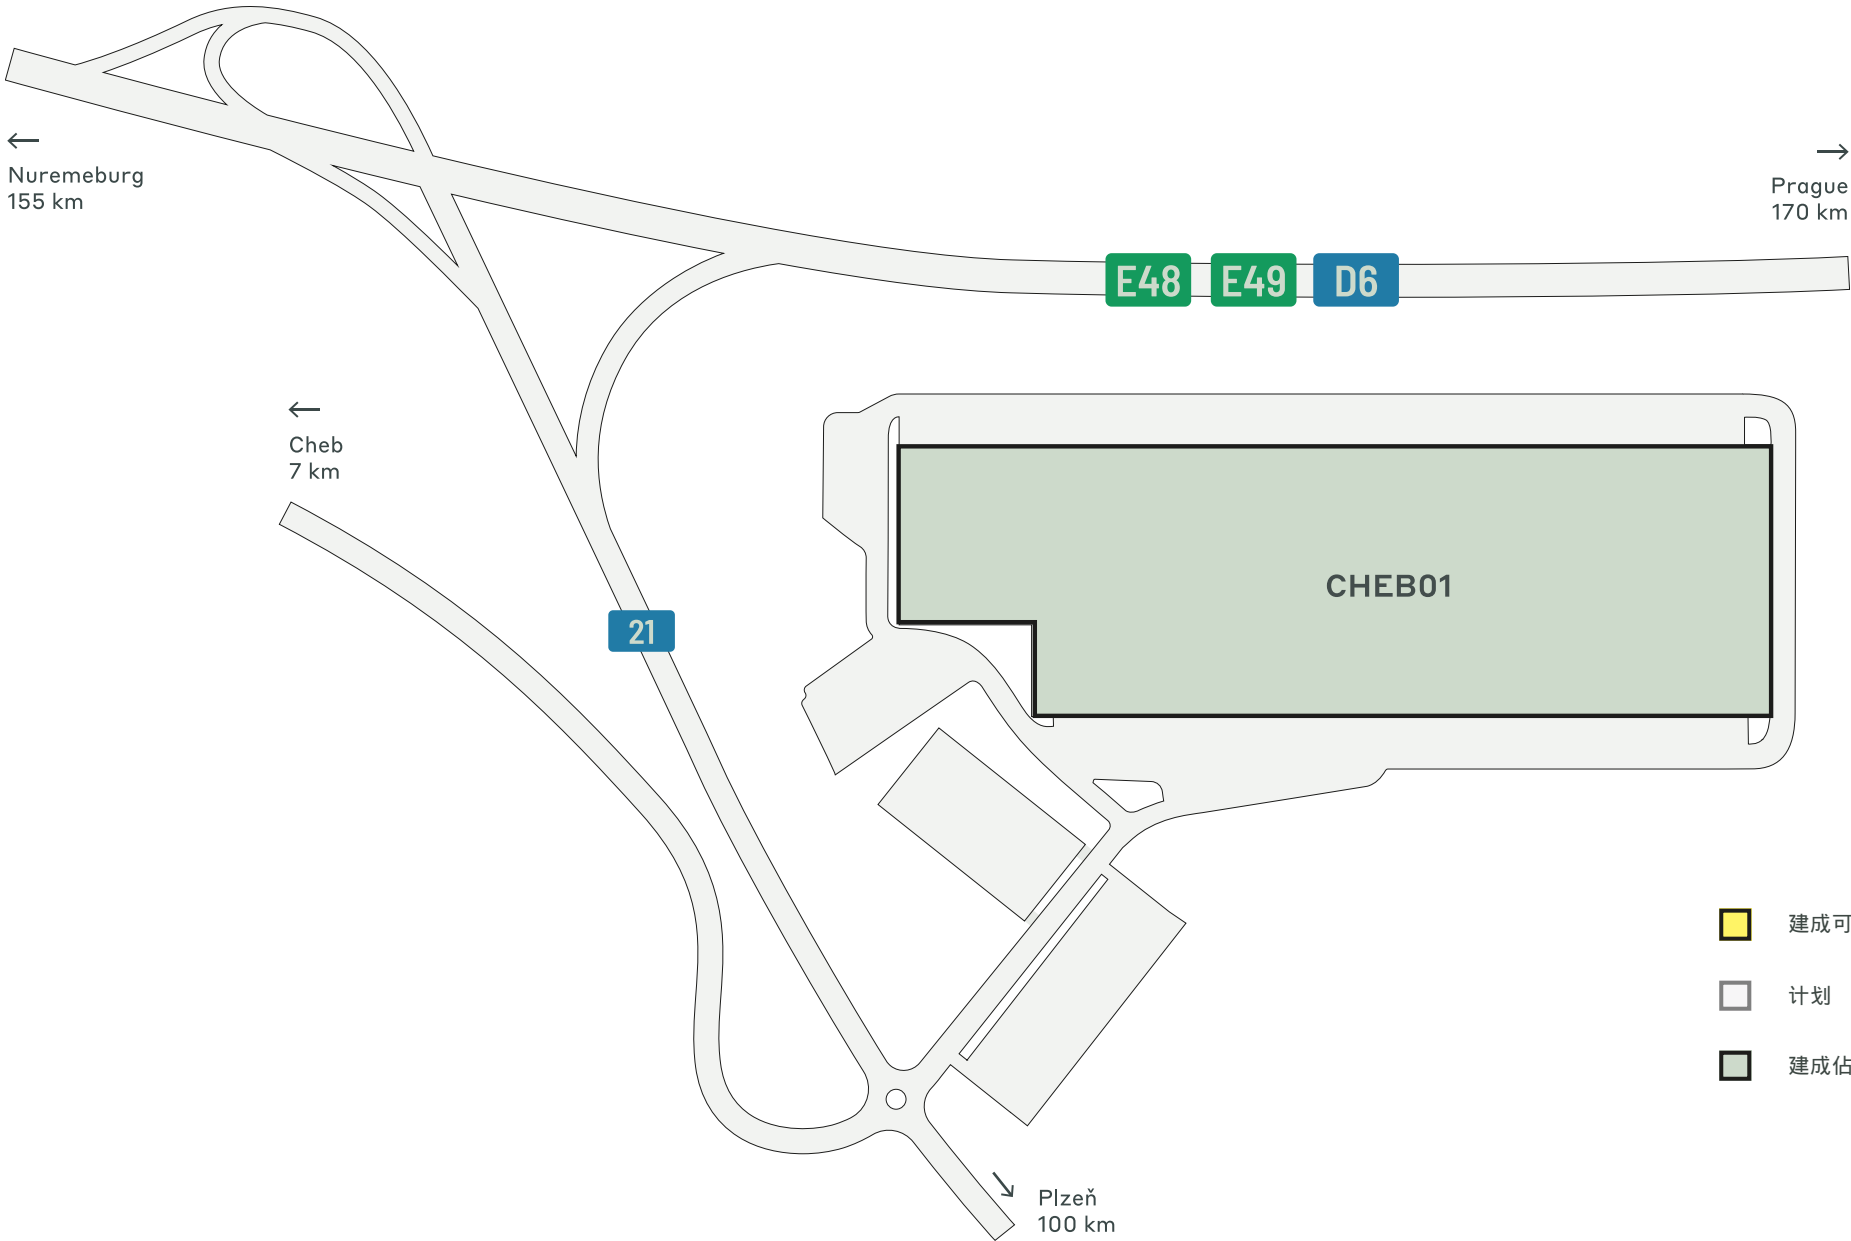 Nuremeburg
155 km
Prague
170 km
E48 E49 D6
Cheb
7 km
CHEB01
21
建成可
计划
建成佔
Plzeň
100 km